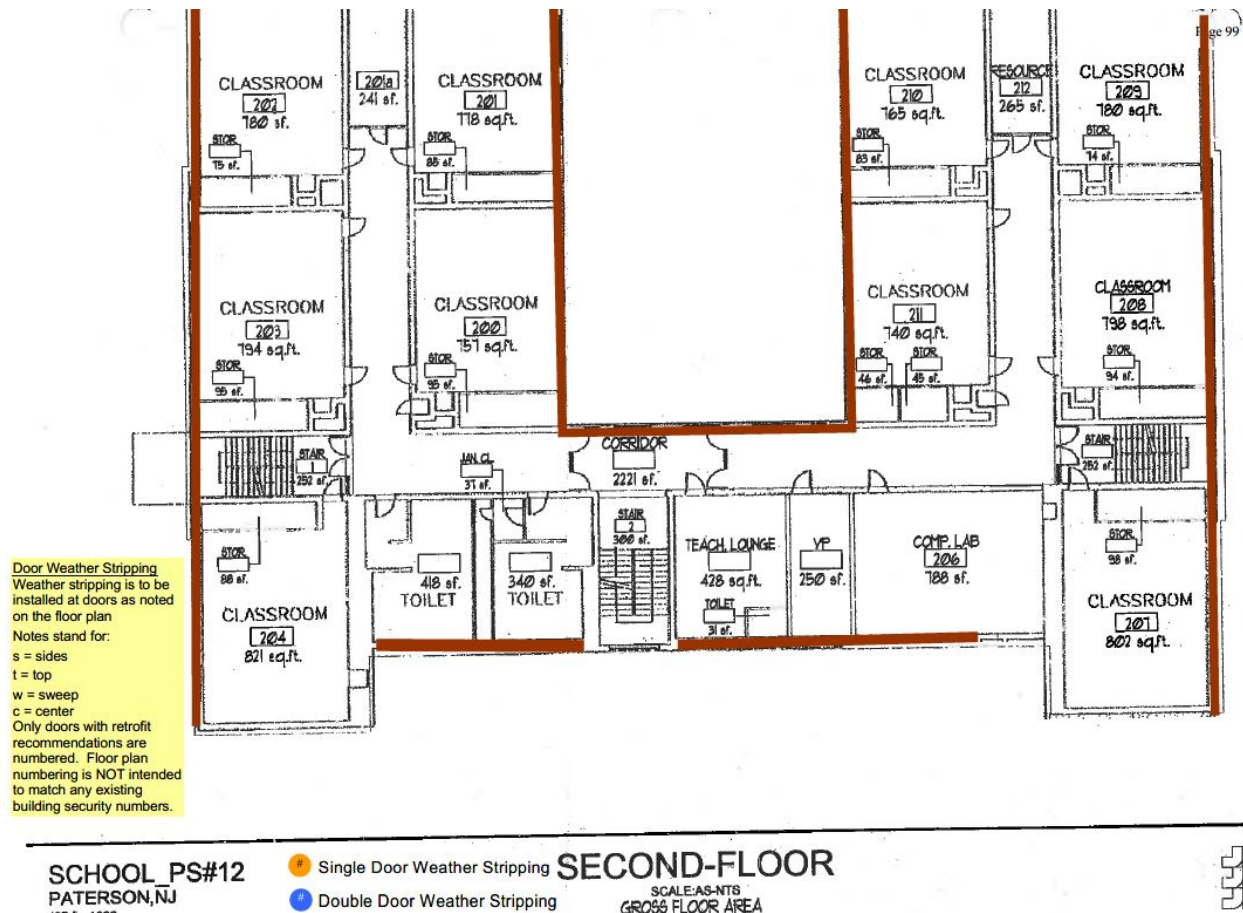 Page 99
CLASSROOM
202
780 sf.
STOR
75 sf.
201a
241 sf.
CLASSROOM
201
778 sq.ft.
STOR
85 sf.
CLASSROOM
210
765 sq.ft.
STOR
83 sf.
RESOURCE
212
265 sf.
CLASSROOM
209
780 sq.ft.
STOR
74 sf.
CLASSROOM
203
794 sq.ft.
STOR
95 sf.
CLASSROOM
200
757 sq.ft.
STOR
95 sf.
CLASSROOM
211
740 sq.ft.
STOR
46 sf.
STOR
45 sf.
CLASSROOM
208
798 sq.ft.
STOR
94 sf.
STAIR
1
252 sf.
JAN. CL.
37 sf.
CORRIDOR
2221 sf.
STAIR
252 sf.
STAIR
2
300 sf.
STOR
88 sf.
CLASSROOM
204
821 sq.ft.
418 sf.
TOILET
340 sf.
TOILET
TEACH. LOUNGE
428 sq.ft.
TOILET
31 sf.
VP
250 sf.
COMP. LAB
206
788 sf.
STOR
98 sf.
CLASSROOM
207
802 sq.ft.
Door Weather Stripping
Weather stripping is to be
installed at doors as noted
on the floor plan
Notes stand for:
s = sides
t = top
w = sweep
c = center
Only doors with retrofit
recommendations are
numbered. Floor plan
numbering is NOT intended
to match any existing
building security numbers.
SCHOOL_PS#12
PATERSON,NJ
# Single Door Weather Stripping
# Double Door Weather Stripping
SECOND-FLOOR
SCALE:AS-NTS
GROSS FLOOR AREA